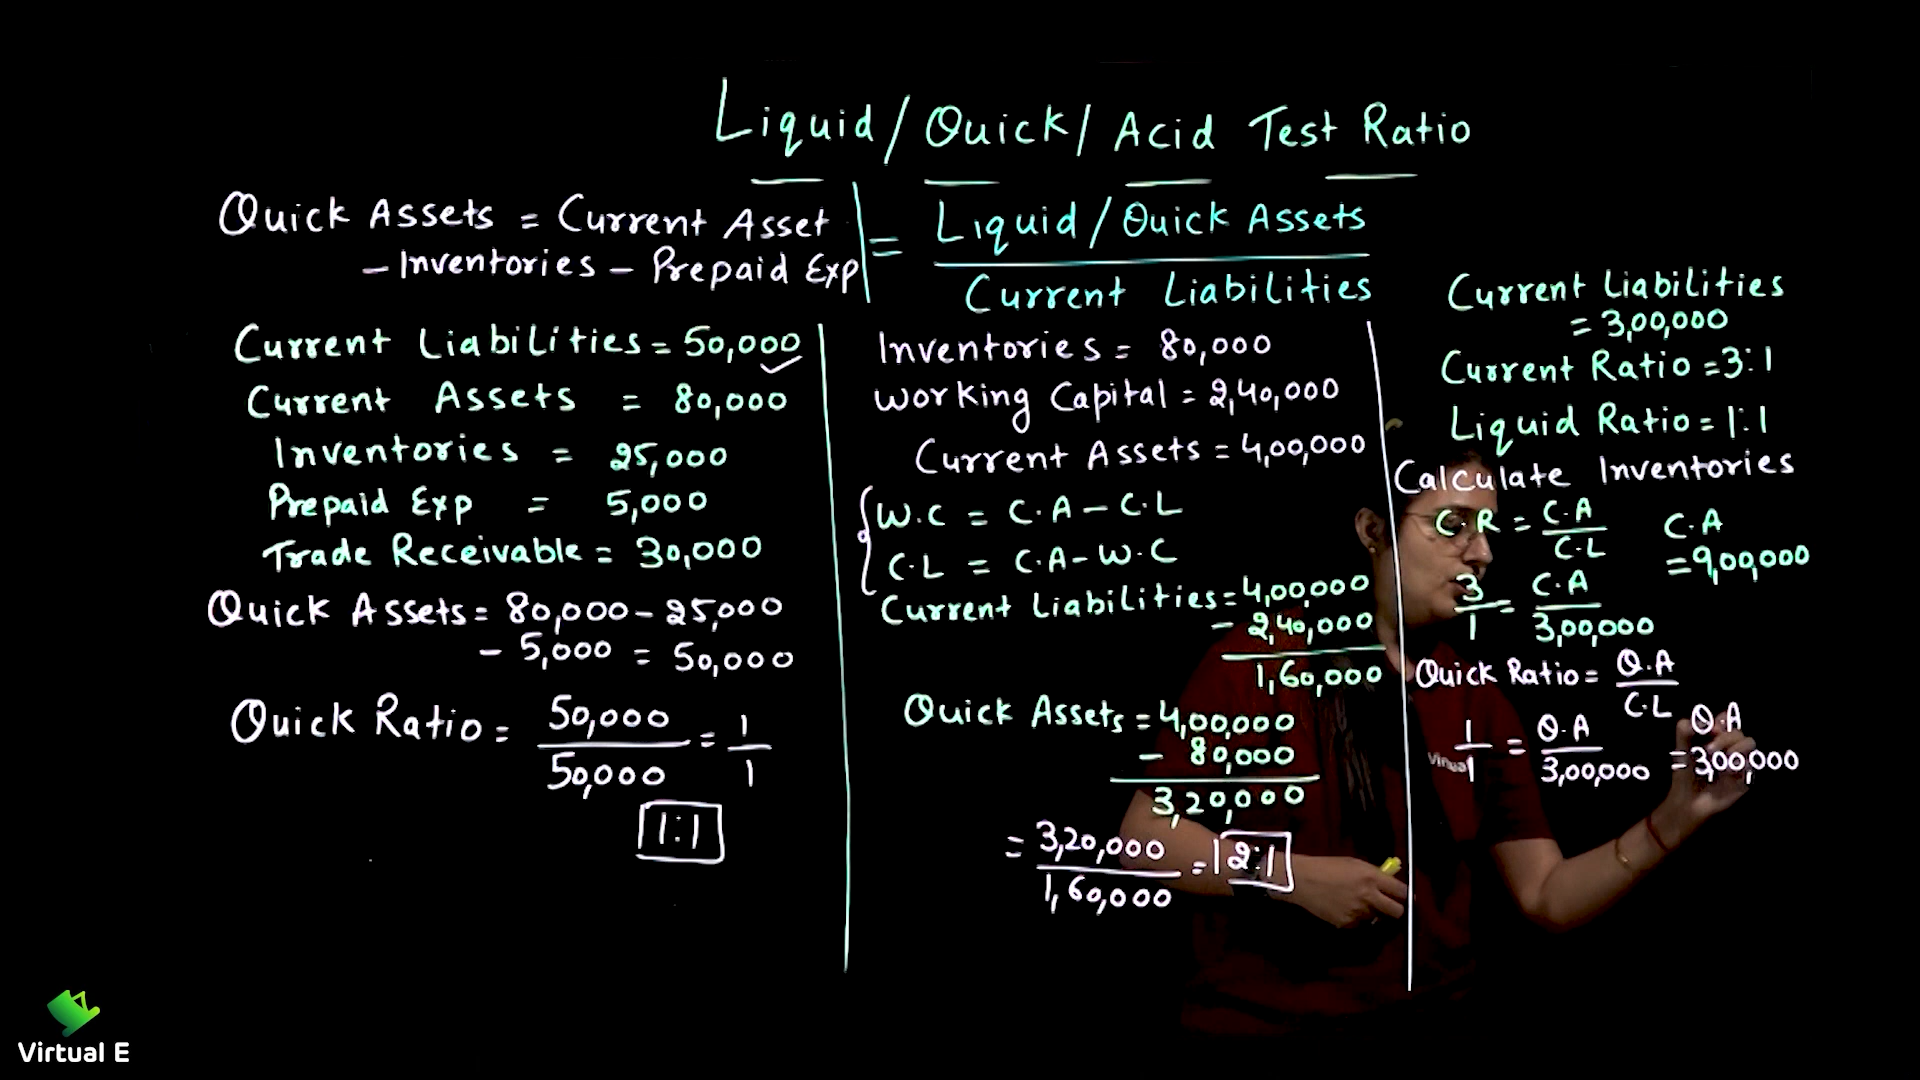 Liquid/Quick/Acid Test Ratio
Quick Assets = Current Asset
- Inventories - Prepaid Exp
= Liquid/Quick Assets
Current Liabilities
Current Liabilities = 50,000
Current Assets = 80,000
Inventories = 25,000
Prepaid Exp = 5,000
Trade Receivable = 30,000
Quick Assets = 80,000 - 25,000
- 5,000 = 50,000
Quick Ratio = 50,000 = 1
50,000 1
1:1
Inventories = 80,000
Working Capital = 2,40,000
Current Assets = 4,00,000
W.C = C.A - C.L
C.L = C.A - W.C
Current Liabilities = 4,00,000
- 2,40,000
1,60,000
Quick Assets = 4,00,000
- 80,000
3,20,000
= 3,20,000 = 2:1
1,60,000
Current Liabilities
= 3,00,000
Current Ratio = 3:1
Liquid Ratio = 1:1
Calculate Inventories
C.R = C.A
C.L
C.A
= 9,00,000
3 = C.A
1 3,00,000
Quick Ratio = Q.A
C.L
1 = Q.A
1 3,00,000
Q.A
= 3,00,000
Virtual E